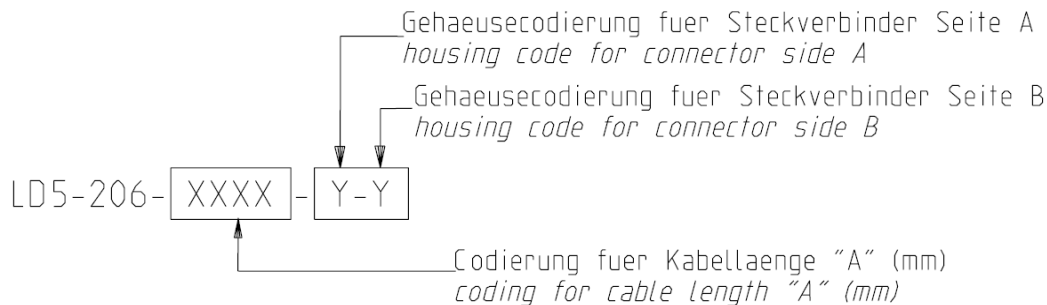 Gehaeusecodierung fuer Steckverbinder Seite A
housing code for connector side A
Gehaeusecodierung fuer Steckverbinder Seite B
housing code for connector side B
LD5-206-XXXX-Y-Y
Codierung fuer Kabellaenge "A" (mm)
coding for cable length "A" (mm)